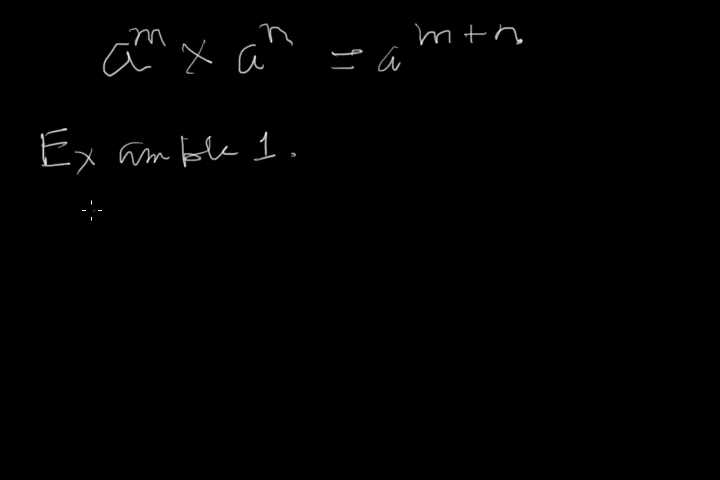 a^m × a^n = a^{m+n}
Example 1.